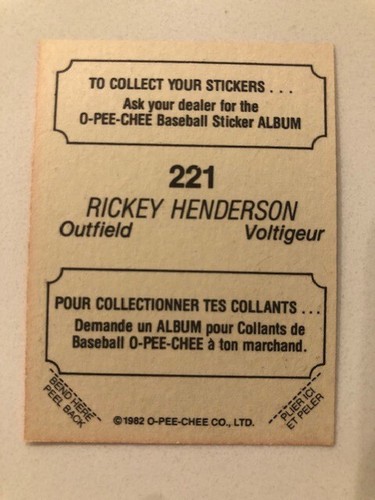 TO COLLECT YOUR STICKERS . . .
Ask your dealer for the
O-PEE-CHEE Baseball Sticker ALBUM
221
RICKEY HENDERSON
Outfield Voltigeur
POUR COLLECTIONNER TES COLLANTS . . .
Demande un ALBUM pour Collants de
Baseball O-PEE-CHEE à ton marchand.
BEND HERE
PEEL BACK
©1982 O-PEE-CHEE CO., LTD.
PLIER ICI
ET PELER